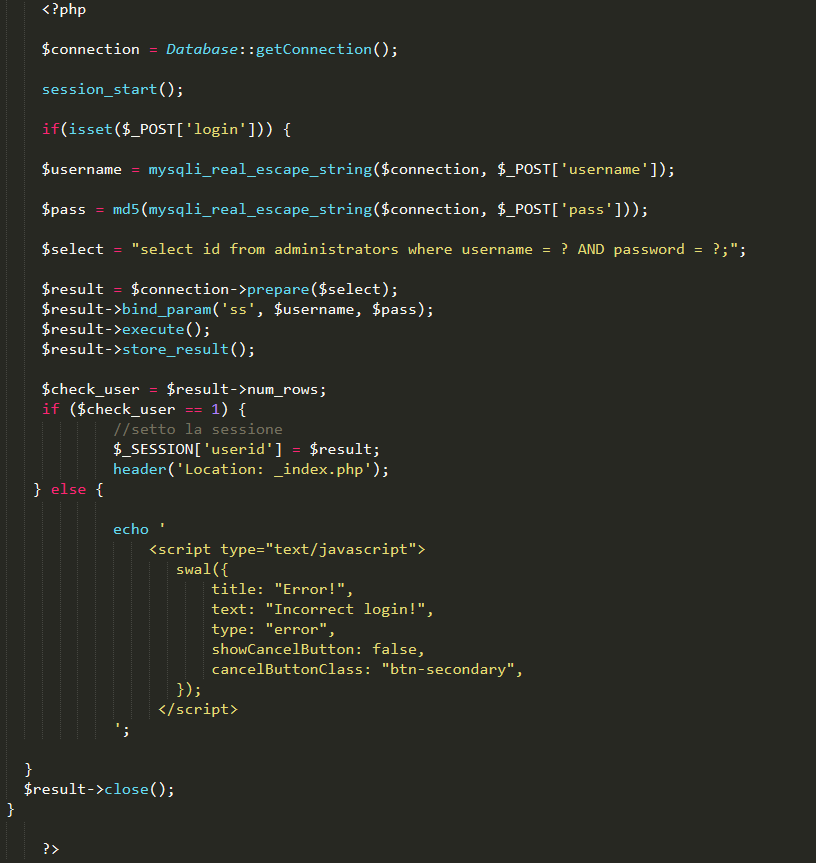 <?php
$connection = Database::getConnection();
session_start();
if(isset($_POST['login'])) {
$username = mysqli_real_escape_string($connection, $_POST['username']);
$pass = md5(mysqli_real_escape_string($connection, $_POST['pass']));
$select = "select id from administrators where username = ? AND password = ?;";
$result = $connection->prepare($select);
$result->bind_param('ss', $username, $pass);
$result->execute();
$result->store_result();
$check_user = $result->num_rows;
if ($check_user == 1) {
//setto la sessione
$_SESSION['userid'] = $result;
header('Location: _index.php');
} else {
echo '
<script type="text/javascript">
swal({
title: "Error!",
text: "Incorrect login!",
type: "error",
showCancelButton: false,
cancelButtonClass: "btn-secondary",
});
</script>
';
}
$result->close();
}
?>